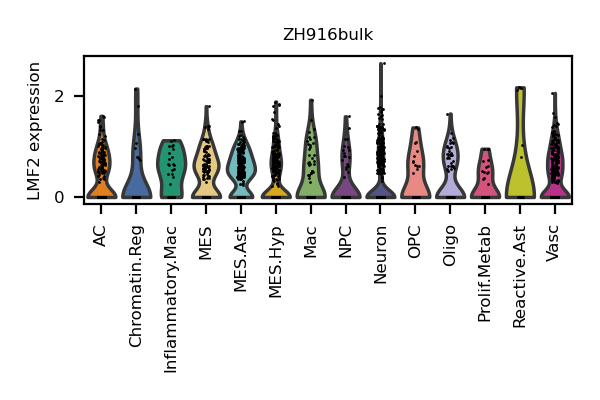 ZH916bulk
LMF2 expression
2
0
AC
Chromatin.Reg
Inflammatory.Mac
MES
MES.Ast
MES.Hyp
Mac
NPC
Neuron
OPC
Oligo
Prolif.Metab
Reactive.Ast
Vasc